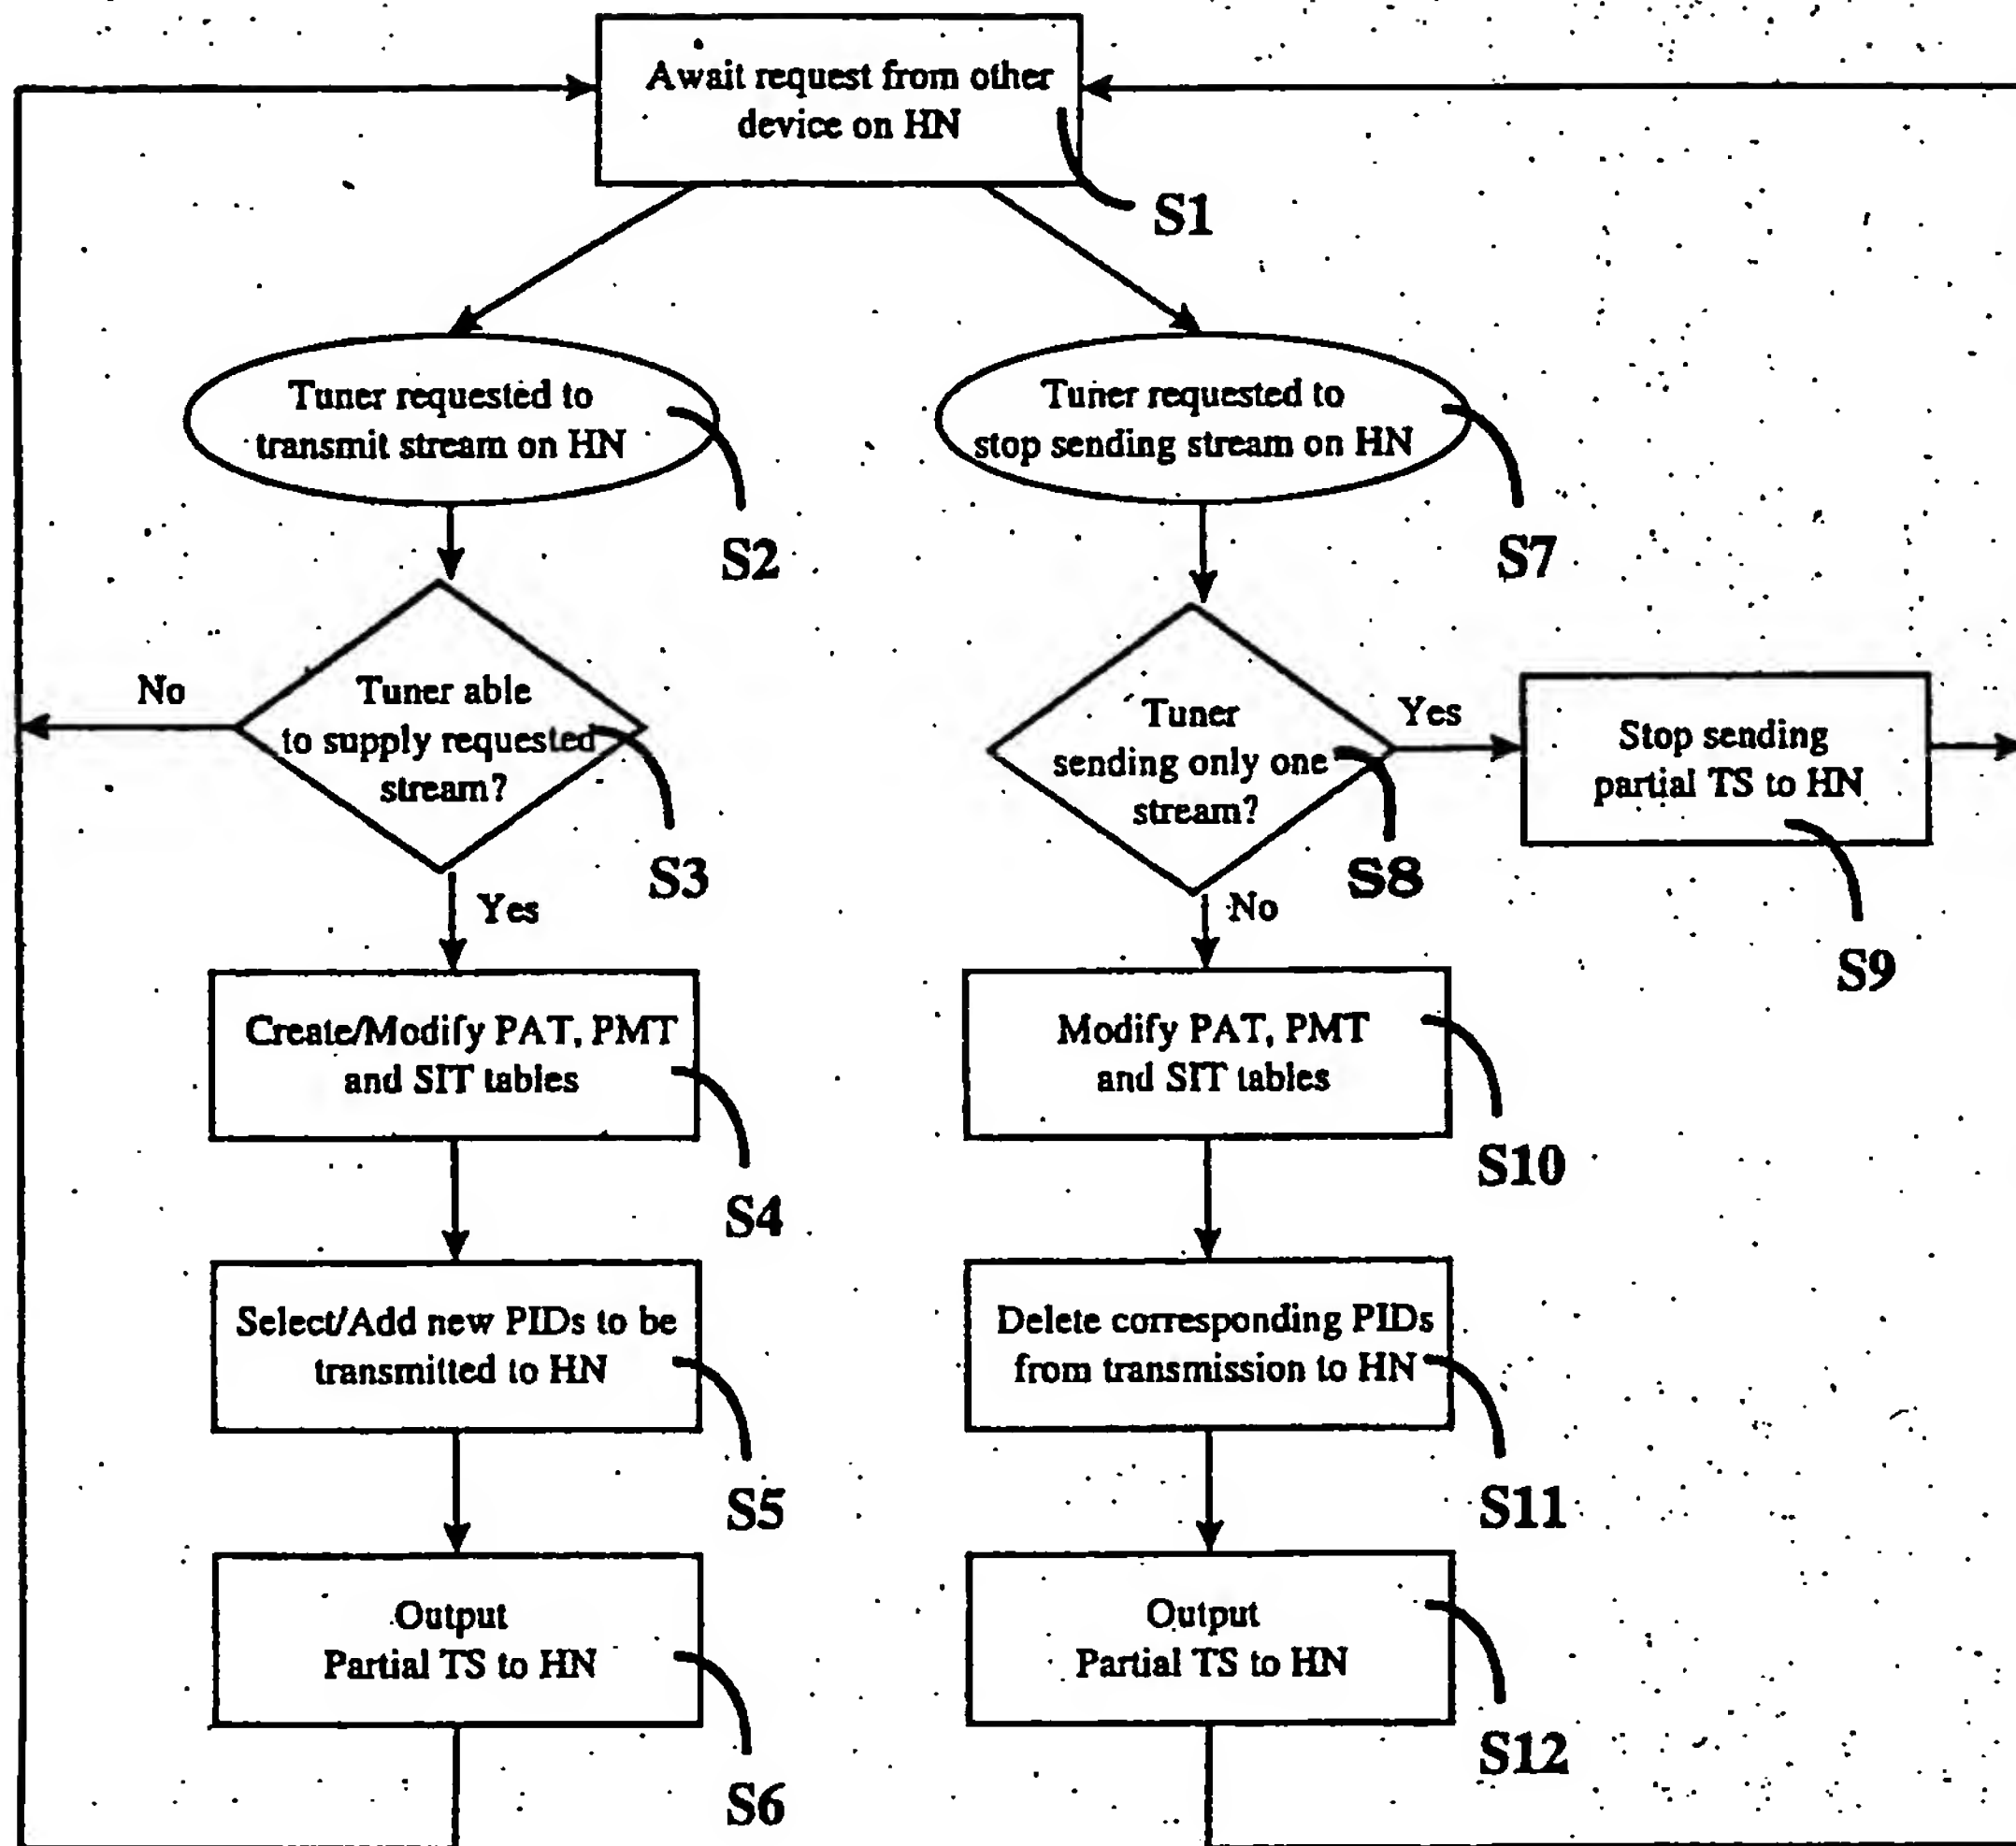 Await request from other
device on HN
S1
Tuner requested to
transmit stream on HN
S2
Tuner requested to
stop sending stream on HN
S7
Tuner able
to supply requested
stream?
S3
No
Yes
Tuner
sending only one
stream?
S8
Yes
No
Stop sending
partial TS to HN
S9
Create/Modify PAT, PMT
and SIT tables
S4
Modify PAT, PMT
and SIT tables
S10
Select/Add new PIDs to be
transmitted to HN
S5
Delete corresponding PIDs
from transmission to HN
S11
Output
Partial TS to HN
S6
Output
Partial TS to HN
S12